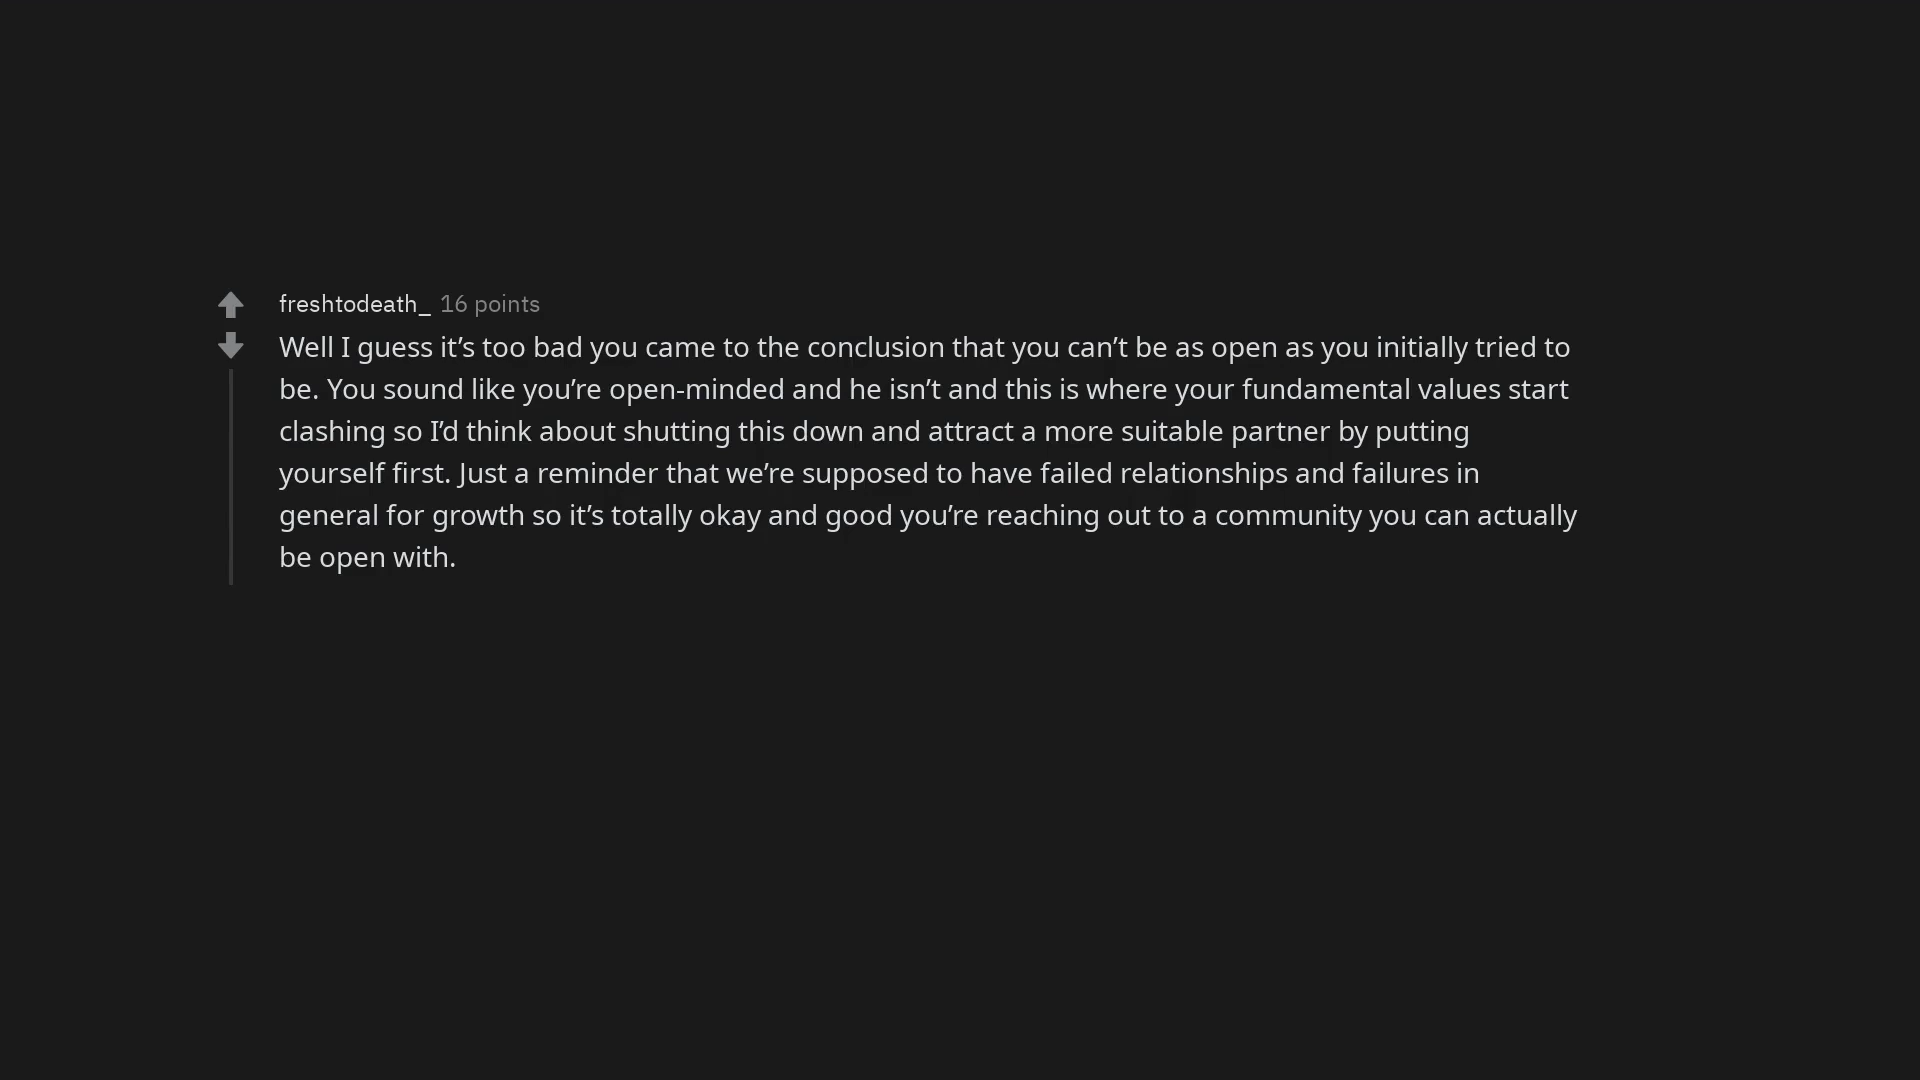 freshtodeath_ 16 points
Well I guess it’s too bad you came to the conclusion that you can’t be as open as you initially tried to
be. You sound like you’re open-minded and he isn’t and this is where your fundamental values start
clashing so I’d think about shutting this down and attract a more suitable partner by putting
yourself first. Just a reminder that we’re supposed to have failed relationships and failures in
general for growth so it’s totally okay and good you’re reaching out to a community you can actually
be open with.